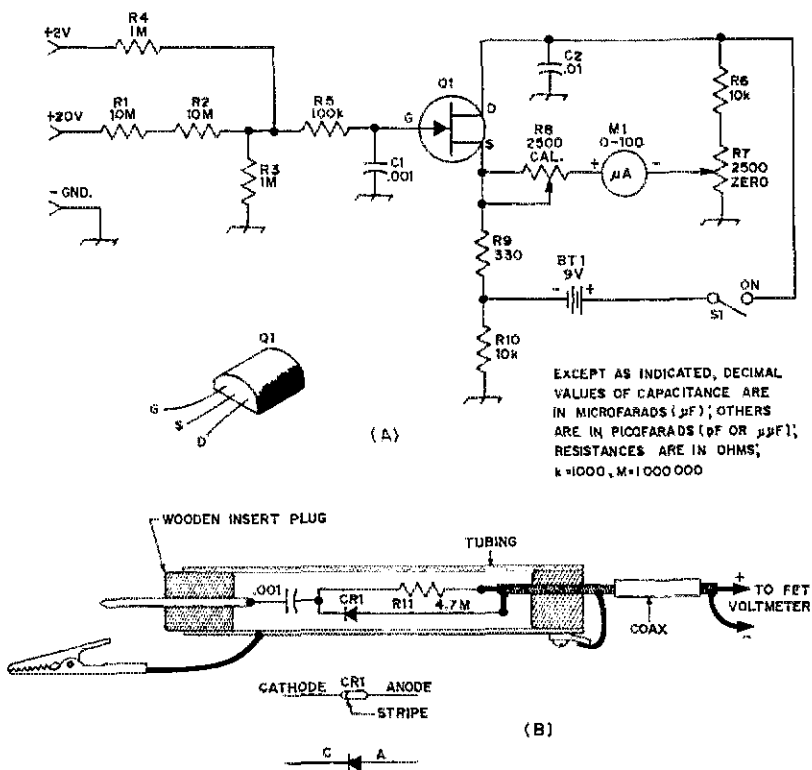 R4
1M
+2V
+20V
R1
10M
R2
10M
R5
100k
R3
1M
- GND.
C1
.001
Q1
G
D
S
C2
.01
R8
2500
CAL.
M1
0-100
+
-
μA
R6
10k
R7
2500
ZERO
R9
330
BT1
9V
- +
S1
ON
R10
10k
Q1
G
S
D
(A)
EXCEPT AS INDICATED, DECIMAL
VALUES OF CAPACITANCE ARE
IN MICROFARADS (μF); OTHERS
ARE IN PICOFARADS (pF OR μμF);
RESISTANCES ARE IN OHMS;
k=1000, M=1000000
WOODEN INSERT PLUG
TUBING
.001
CR1
R11
4.7M
COAX
+
TO FET
VOLTMETER
-
CATHODE CR1 ANODE
STRIPE
(B)
C A